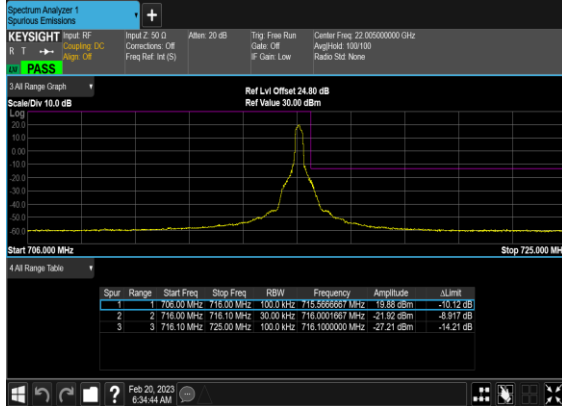 Spectrum Analyzer 1
Spurious Emissions
KEYSIGHT
R T
PASS
Input: RF
Coupling: DC
Align: Off
Input Z: 50 Ω
Corrections: Off
Freq Ref: Int (S)
Atten: 20 dB
Trig: Free Run
Gate: Off
IF Gain: Low
Center Freq: 22.005000000 GHz
Avg|Hold: 100/100
Radio Std: None
3 All Range Graph
Scale/Div 10.0 dB
Ref Lvl Offset 24.80 dB
Ref Value 30.00 dBm
Log
20.0
10.0
0.00
-10.0
-20.0
-30.0
-40.0
-50.0
-60.0
Start 706.000 MHz
Stop 725.000 MH
4 All Range Table
Spur Range Start Freq Stop Freq RBW Frequency Amplitude ΔLimit
1 1 706.00 MHz 716.00 MHz 100.0 kHz 715.5666667 MHz 19.88 dBm -10.12 dB
2 2 716.00 MHz 716.10 MHz 30.00 kHz 716.0001667 MHz -21.92 dBm -8.917 dB
3 3 716.10 MHz 725.00 MHz 100.0 kHz 716.1000000 MHz -27.21 dBm -14.21 dB
?
Feb 20, 2023
6:34:44 AM